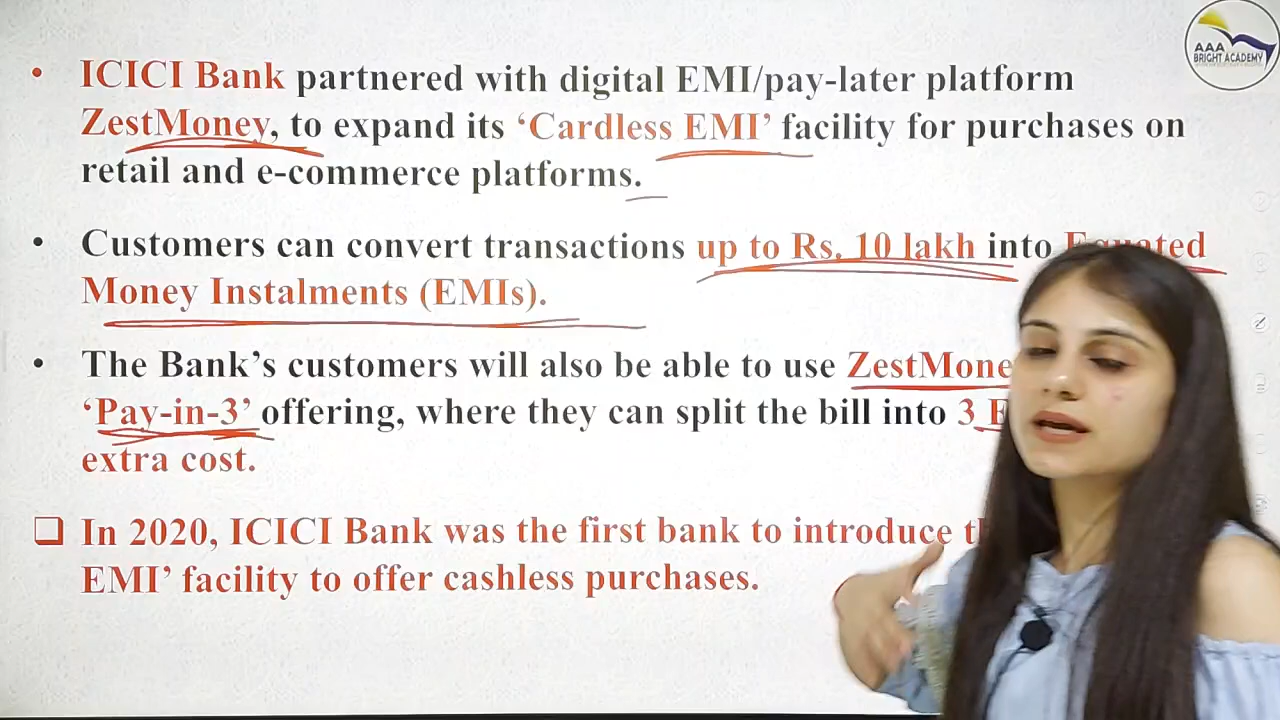 AAA
BRIGHT ACADEMY
• ICICI Bank partnered with digital EMI/pay-later platform
ZestMoney, to expand its ‘Cardless EMI’ facility for purchases on
retail and e-commerce platforms.
• Customers can convert transactions up to Rs. 10 lakh into Equated
Money Instalments (EMIs).
• The Bank’s customers will also be able to use ZestMone
‘Pay-in-3’ offering, where they can split the bill into 3 E
extra cost.
❑ In 2020, ICICI Bank was the first bank to introduce th
EMI’ facility to offer cashless purchases.